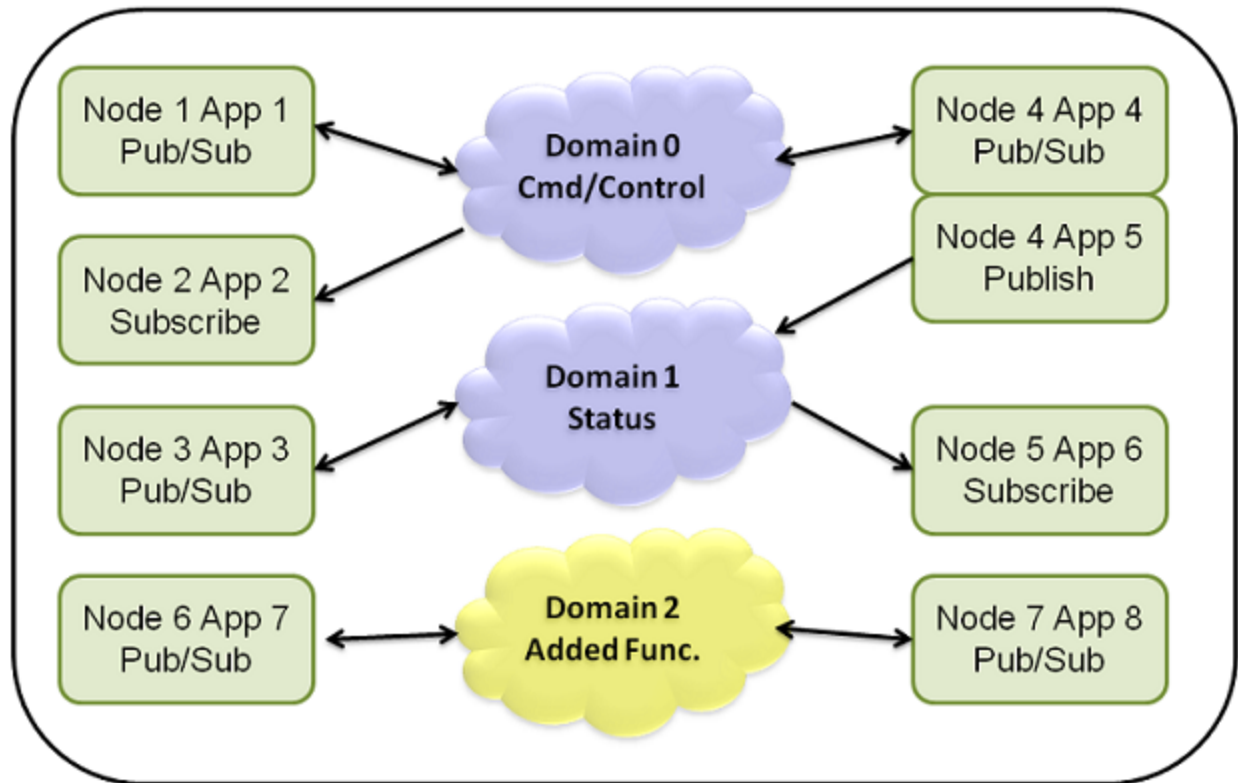 Node 1 App 1
Pub/Sub
Node 2 App 2
Subscribe
Node 3 App 3
Pub/Sub
Node 6 App 7
Pub/Sub
Domain 0
Cmd/Control
Domain 1
Status
Domain 2
Added Func.
Node 4 App 4
Pub/Sub
Node 4 App 5
Publish
Node 5 App 6
Subscribe
Node 7 App 8
Pub/Sub